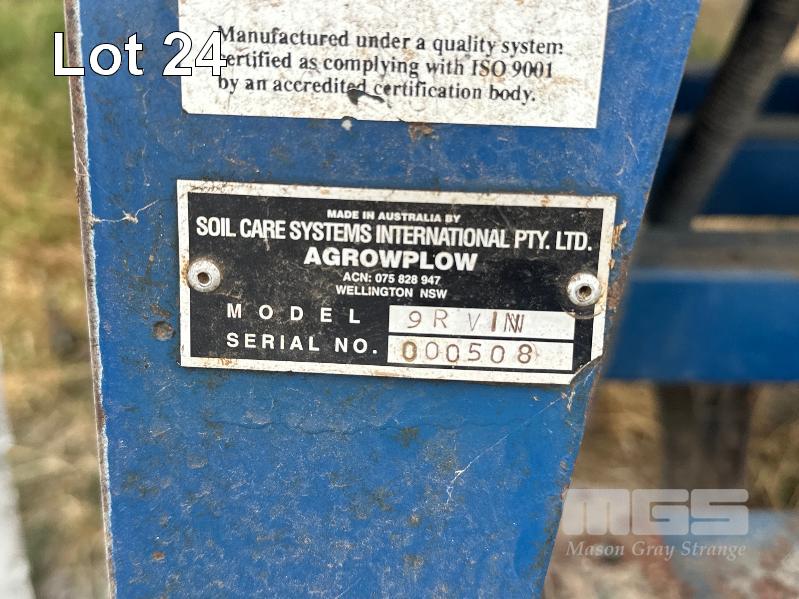 Lot 24
Manufactured under a quality system
certified as complying with ISO 9001
by an accredited certification body.
MADE IN AUSTRALIA BY
SOIL CARE SYSTEMS INTERNATIONAL PTY. LTD.
AGROWPLOW
ACN: 075 828 947
WELLINGTON NSW
MODEL 9R VINN
SERIAL NO. 000508
MGS
Mason Gray Strange